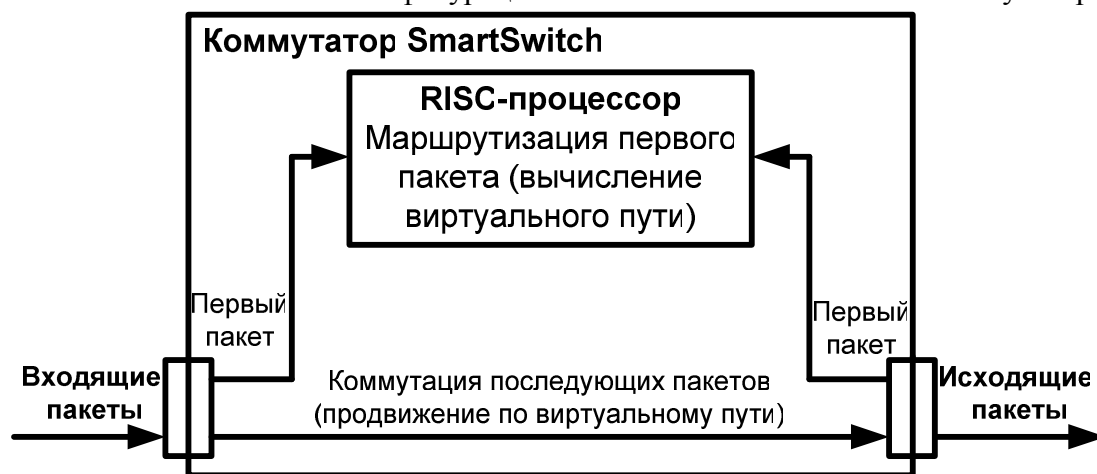 Коммутатор SmartSwitch
RISC-процессор
Маршрутизация первого
пакета (вычисление
виртуального пути)
Первый
пакет
Первый
пакет
Входящие
пакеты
Коммутация последующих пакетов
(продвижение по виртуальному пути)
Исходящие
пакеты